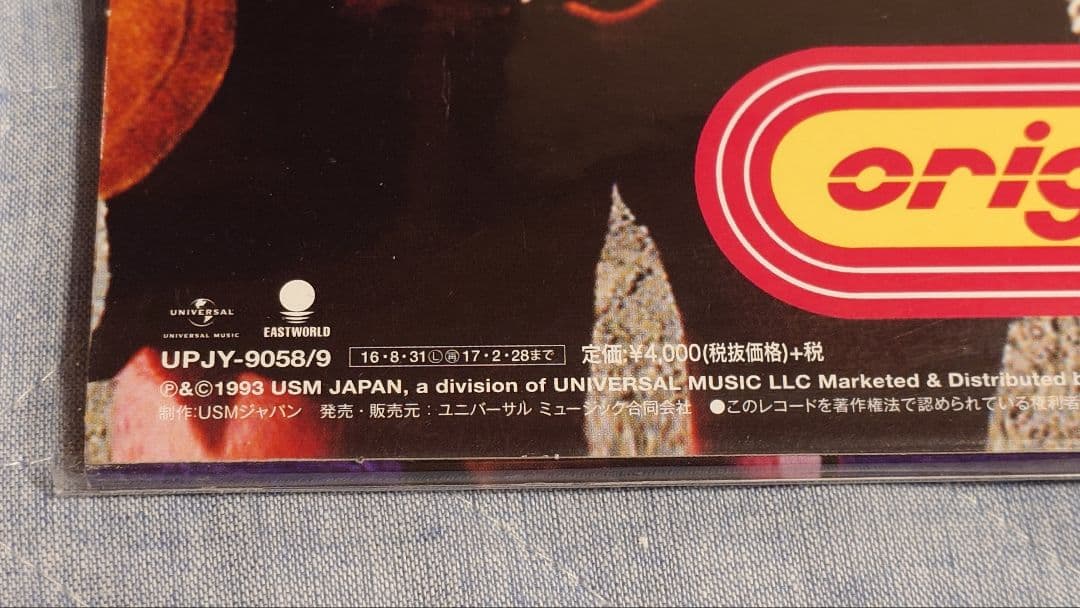 orig
UNIVERSAL
UNIVERSAL MUSIC
EASTWORLD
UPJY-9058/9 16・8・31Ⓛ㊢17・2・28まで 定価:¥4,000(税抜価格)+税
Ⓟ&©1993 USM JAPAN, a division of UNIVERSAL MUSIC LLC Marketed & Distributed b
制作:USMジャパン 発売・販売元:ユニバーサル ミュージック合同会社 ●このレコードを著作権法で認められている権利者